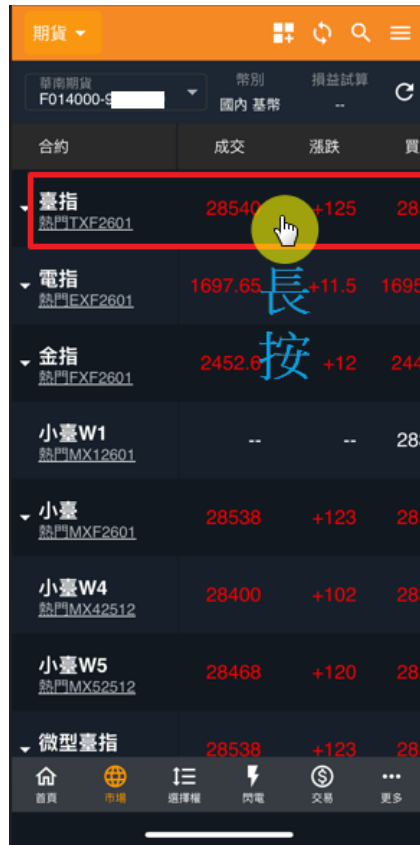 期貨
華南期貨
F014000-9
幣別
國內 基幣
損益試算
--
合約 成交 漲跌 買
臺指 28540 +125 28
熱門TXF2601
電指 1697.65 +11.5 1695
熱門EXF2601
長按
金指 2452.6 +12 244
熱門FXF2601
小臺W1 -- -- 28
熱門MX12601
小臺 28538 +123 28
熱門MXF2601
小臺W4 28400 +102 28
熱門MX42512
小臺W5 28468 +120 28
熱門MX52512
微型臺指 28538 +123 28
首頁 市場 選擇權 閃電 交易 更多